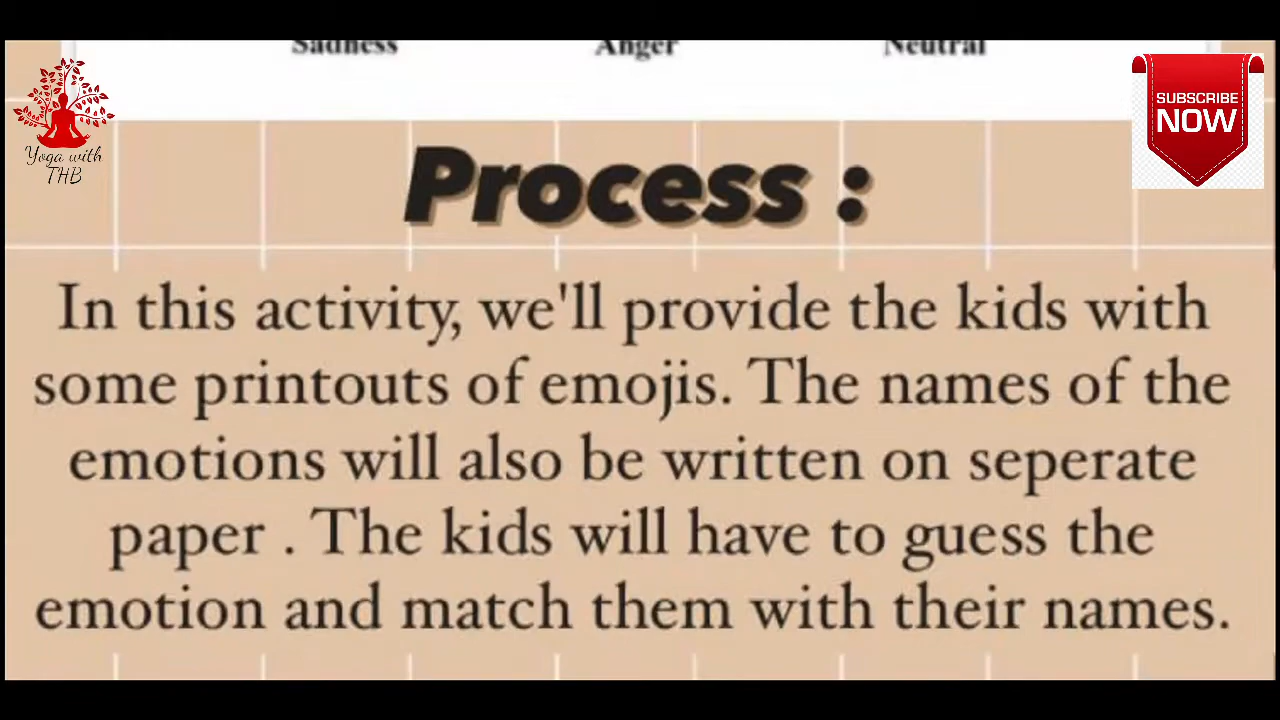 Sadness Anger Neutral
Yoga with
THB
SUBSCRIBE
NOW
Process :
In this activity, we'll provide the kids with
some printouts of emojis. The names of the
emotions will also be written on seperate
paper . The kids will have to guess the
emotion and match them with their names.